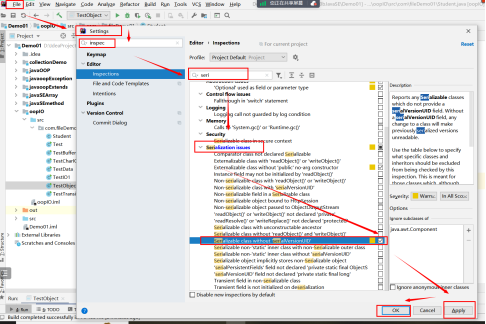 File Edit View Navigate Code Analyze Refactor Build Run Tools VCS Window Help
TestObject
Demo01 oopIO
Project
Demo01
.idea
collectionDemo
javaOOP
javaoopException
javaoopExtends
javaSEArray
javaSEmethod
oopIO
src
com.fileDemo
Student
Test
TestBuffer
TestData
TestIO1
TestObject
TestTransient
oopIO.iml
out
src
Demo01.iml
External Libraries
Scratches and Consoles
Run: TestObject
Run TODO
Build completed successfully
Settings
inspec
Keymap
Editor
Inspections
File and Code Templates
Intentions
Plugins
Version Control
Commit Dialog
Editor › Inspections For current project
Reset
Profile: Project Default Project
seri
'Optional' used as field or parameter type
Control flow issues
Fallthrough in 'switch' statement
Logging
Logging call not guarded by log condition
Memory
Calls to 'System.gc()' or 'Runtime.gc()'
Security
Serializable class in secure context
Serialization issues
Comparator class not declared Serializable
Externalizable class with 'readObject()' or 'writeObject()'
Externalizable class without 'public' no-arg constructor
Instance field may not be initialized by 'readObject()'
Non-serializable class with 'readObject()' or 'writeObject()'
Non-serializable class with 'serialVersionUID'
Non-serializable field in a Serializable class
Non-serializable object bound to HttpSession
Non-serializable object passed to ObjectOutputStream
'readObject()' or 'writeObject()' not declared 'private'
'readResolve()' or 'writeReplace()' not declared 'protected'
Serializable class with unconstructable ancestor
Serializable class without 'readObject()' and 'writeObject()'
Serializable class without 'serialVersionUID'
Serializable non-'static' inner class with non-Serializable outer class
Serializable non-'static' inner class without 'serialVersionUID'
Serializable object implicitly stores non-Serializable object
'serialPersistentFields' field not declared 'private static final ObjectS
'serialVersionUID' field not declared 'private static final long'
Transient field in non-serializable class
Transient field is not initialized on deserialization
Disable new inspections by default
Description
Reports any Serializable classes
which do not provide a
serialVersionUID field. Without
a serialVersionUID field, any
change to a class will make
previously serialized versions
unreadable.
Use the table below to specify
what specific classes and
inheritors should be excluded
from being checked by this
inspection. This is meant for
Severity: Warn... In All Sco...
Options
Ignore subclasses of
java.awt.Component
Ignore anonymous inner classes
OK Cancel Apply